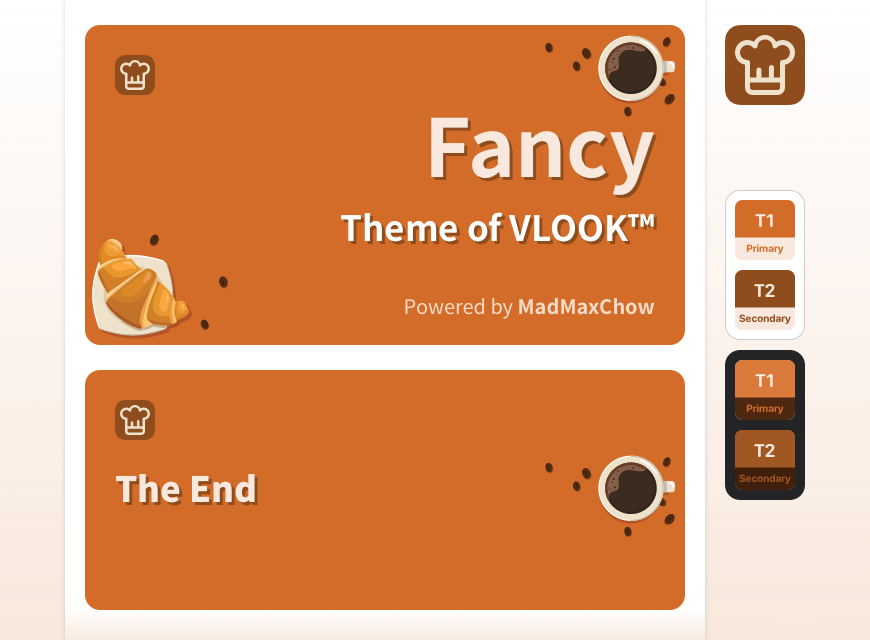 Fancy
Theme of VLOOK™
Powered by MadMaxChow
The End
T1
Primary
T2
Secondary
T1
Primary
T2
Secondary